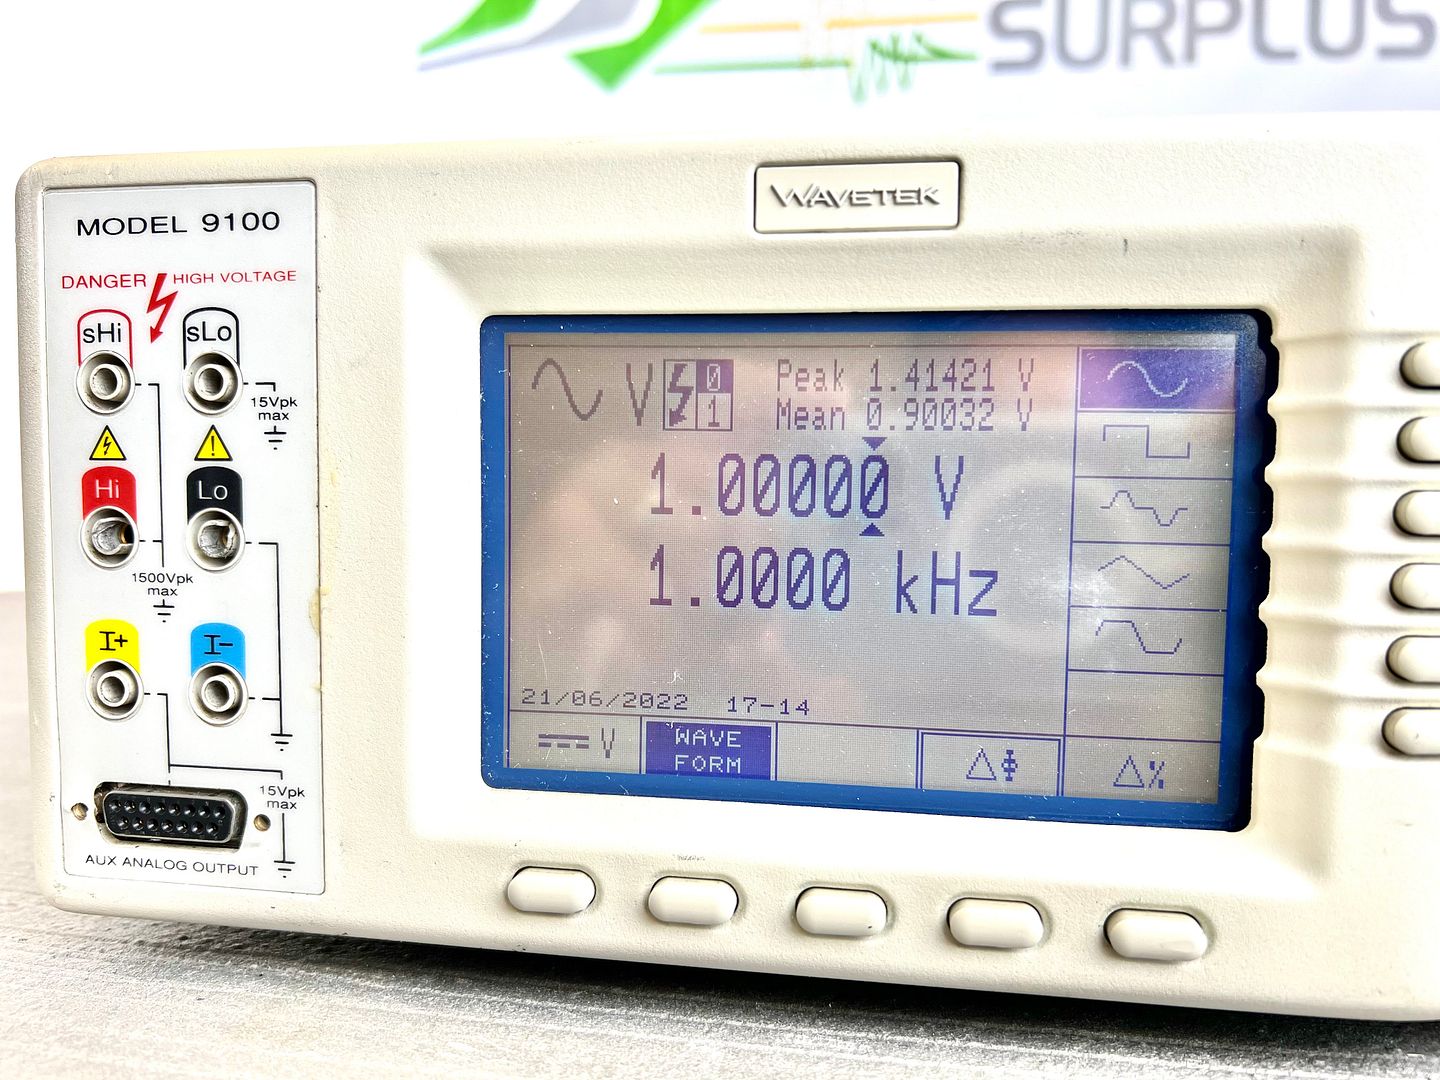 SURPLUS
WAVETEK
MODEL 9100
DANGER HIGH VOLTAGE
sHi sLo
15Vpk
max
Hi Lo
1500Vpk
max
I+ I-
15Vpk
max
AUX ANALOG OUTPUT
V 0
1
Peak 1.41421 V
Mean 0.90032 V
1.00000 V
1.0000 kHz
21/06/2022 17-14
V
WAVE
FORM
Δ
Δ%